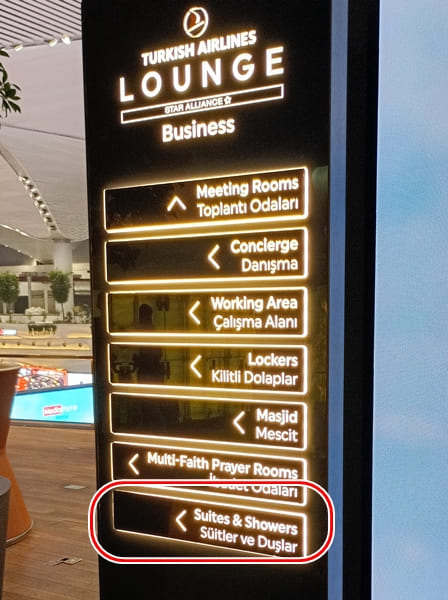 TURKISH AIRLINES
LOUNGE
STAR ALLIANCE
Business
Meeting Rooms
Toplantı Odaları
Concierge
Danışma
Working Area
Çalışma Alanı
Lockers
Kilitli Dolaplar
Masjid
Mescit
Multi-Faith Prayer Rooms
İbadet Odaları
Suites & Showers
Süitler ve Duşlar